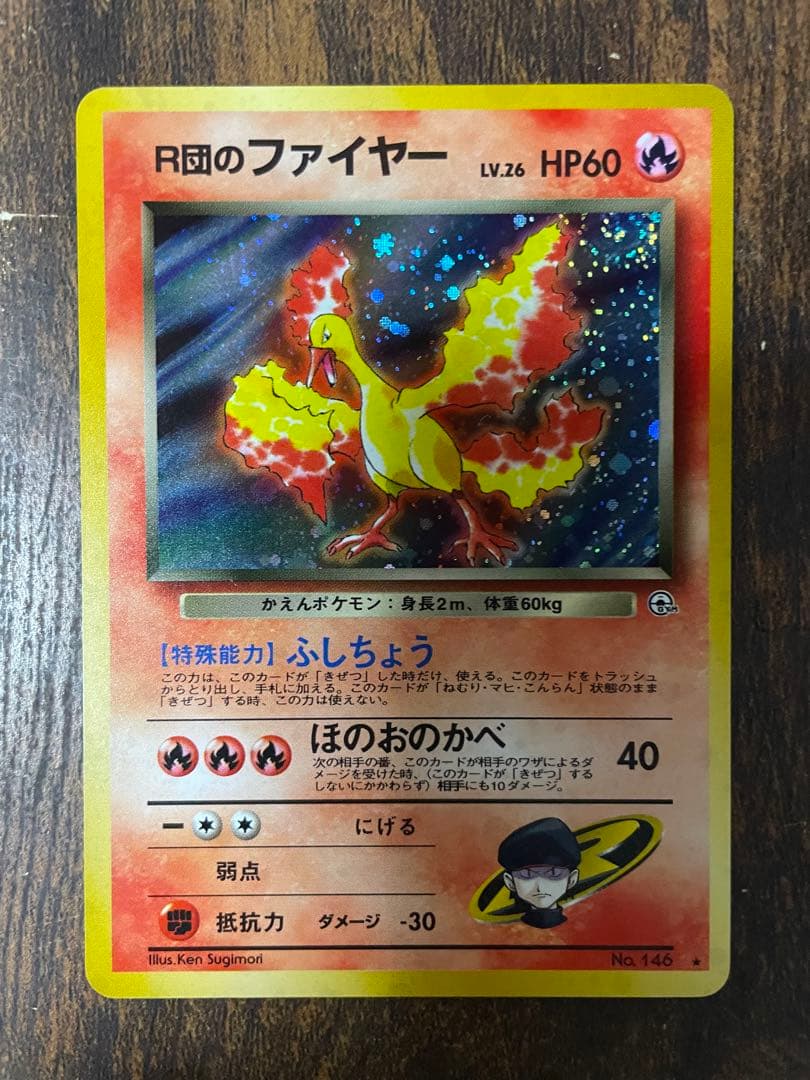 R団のファイヤー LV.26 HP60
かえんポケモン：身長2m、体重60kg
【特殊能力】ふしちょう
この力は、このカードが「きぜつ」した時だけ、使える。このカードをトラッシュ
からとり出し、手札に加える。このカードが「ねむり・マヒ・こんらん」状態のまま
「きぜつ」する時、この力は使えない。
ほのおのかべ 40
次の相手の番、このカードが相手のワザによるダ
メージを受けた時、（このカードが「きぜつ」する
しないにかかわらず）相手にも10ダメージ。
にげる
弱点
抵抗力 ダメージ -30
Illus.Ken Sugimori No. 146 ★